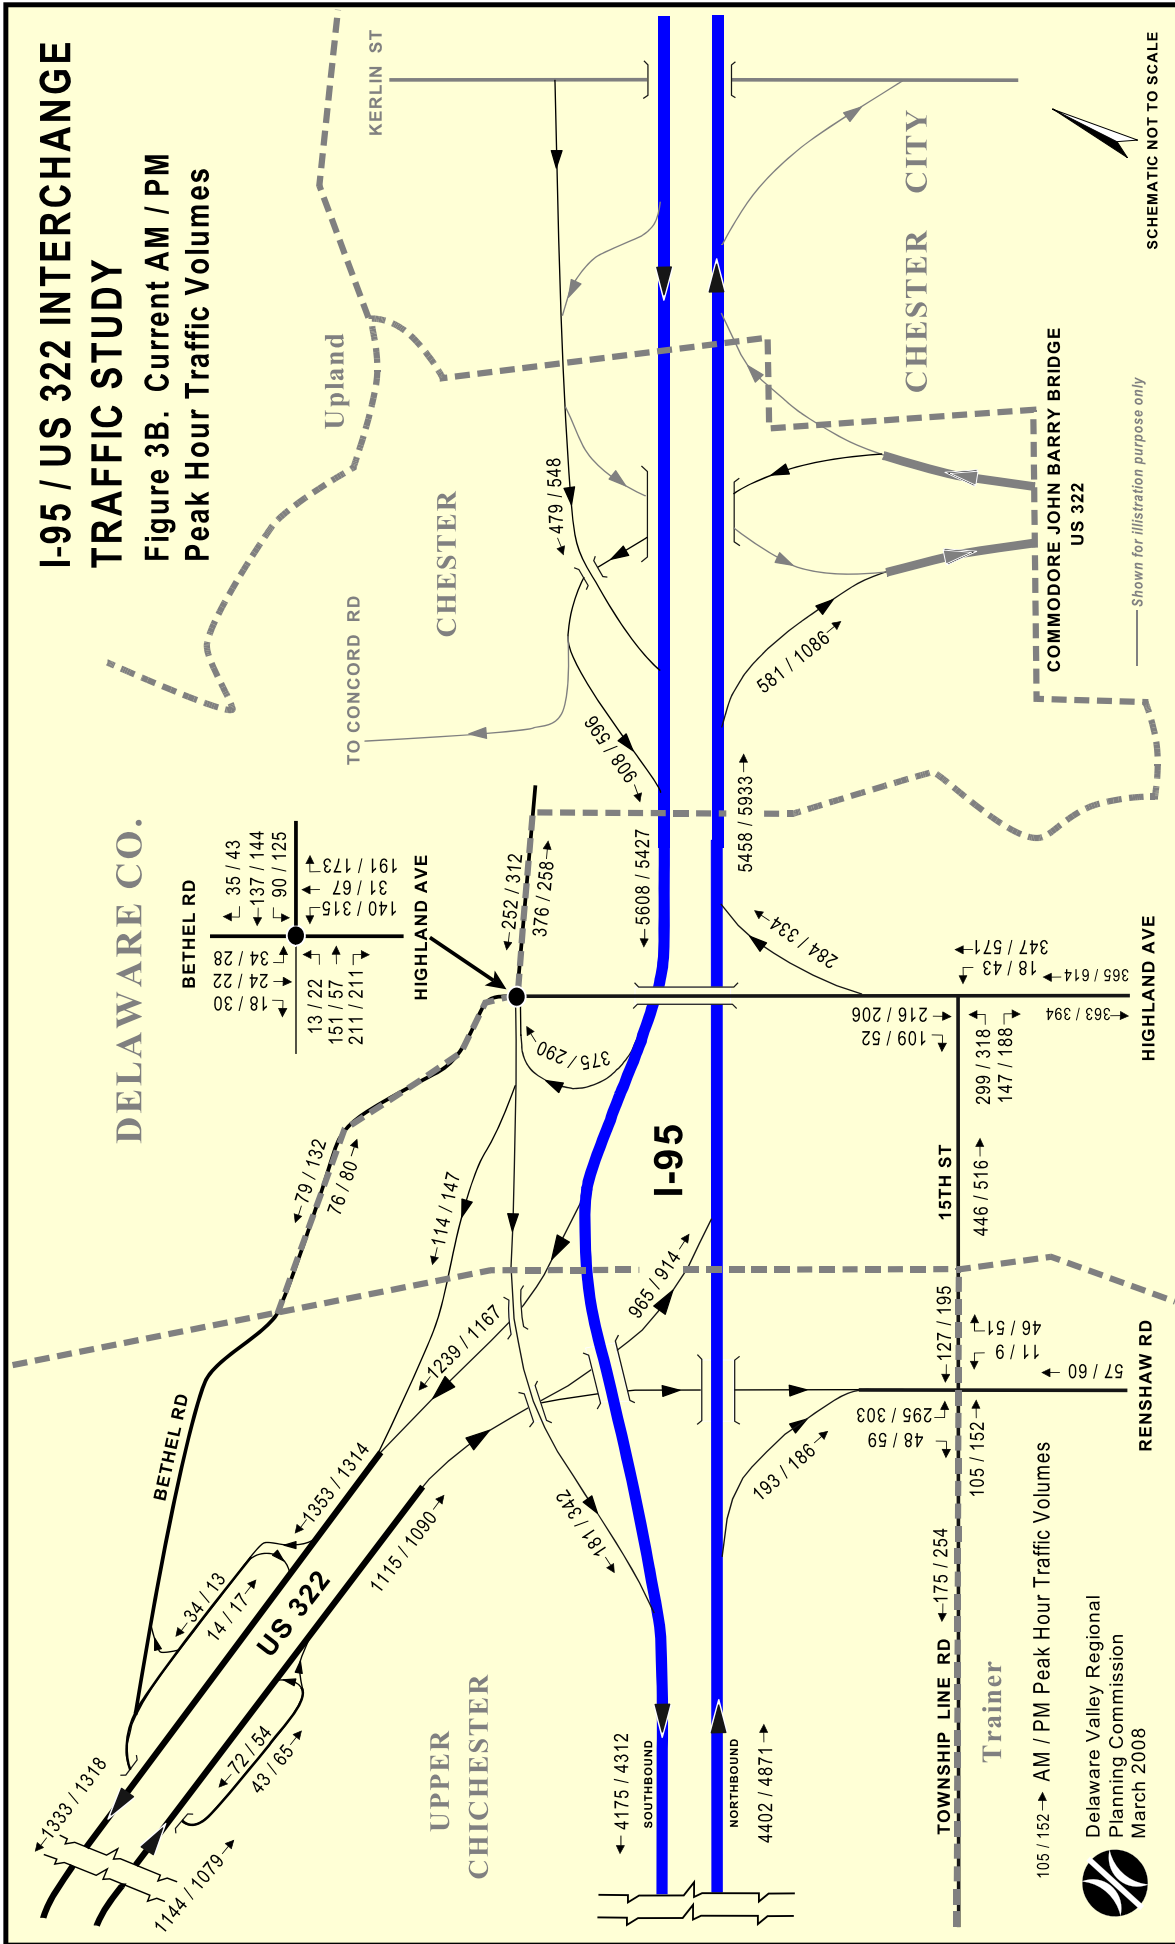 I-95 / US 322 INTERCHANGE
TRAFFIC STUDY
Figure 3B. Current AM / PM
Peak Hour Traffic Volumes
DELAWARE CO.
Upland
CHESTER
CHESTER CITY
UPPER
CHICHESTER
Trainer
KERLIN ST
TO CONCORD RD
BETHEL RD
35 / 43
137 / 144
90 / 125
34 / 28
24 / 22
18 / 30
13 / 22
151 / 57
211 / 211
191 / 173
31 / 67
140 / 315
HIGHLAND AVE
252 / 312
376 / 258
79 / 132
76 / 80
BETHEL RD
479 / 548
908 / 596
5608 / 5427
5458 / 5933
581 / 1086
284 / 334
375 / 290
114 / 147
1239 / 1167
965 / 914
I-95
1353 / 1314
1115 / 1090
181 / 342
193 / 186
34 / 13
14 / 17
US 322
72 / 54
43 / 65
1333 / 1318
1144 / 1079
4175 / 4312
SOUTHBOUND
NORTHBOUND
4402 / 4871
COMMODORE JOHN BARRY BRIDGE
US 322
347 / 571
18 / 43
365 / 614
363 / 394
216 / 206
109 / 52
299 / 318
147 / 188
HIGHLAND AVE
15TH ST
446 / 516
127 / 195
46 / 51
11 / 9
57 / 60
295 / 303
48 / 59
105 / 152
RENSHAW RD
TOWNSHIP LINE RD
175 / 254
105 / 152 AM / PM Peak Hour Traffic Volumes
Delaware Valley Regional
Planning Commission
March 2008
Shown for illistration purpose only
SCHEMATIC NOT TO SCALE